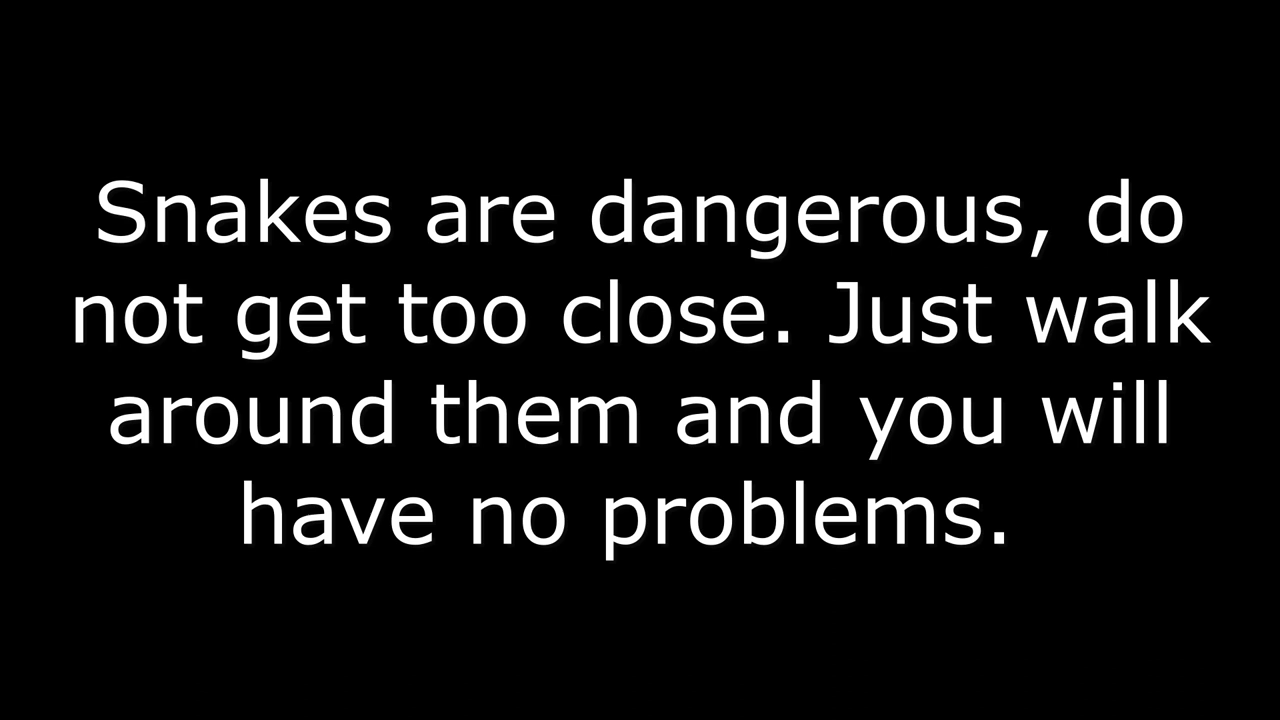 Snakes are dangerous, do
not get too close. Just walk
around them and you will
have no problems.